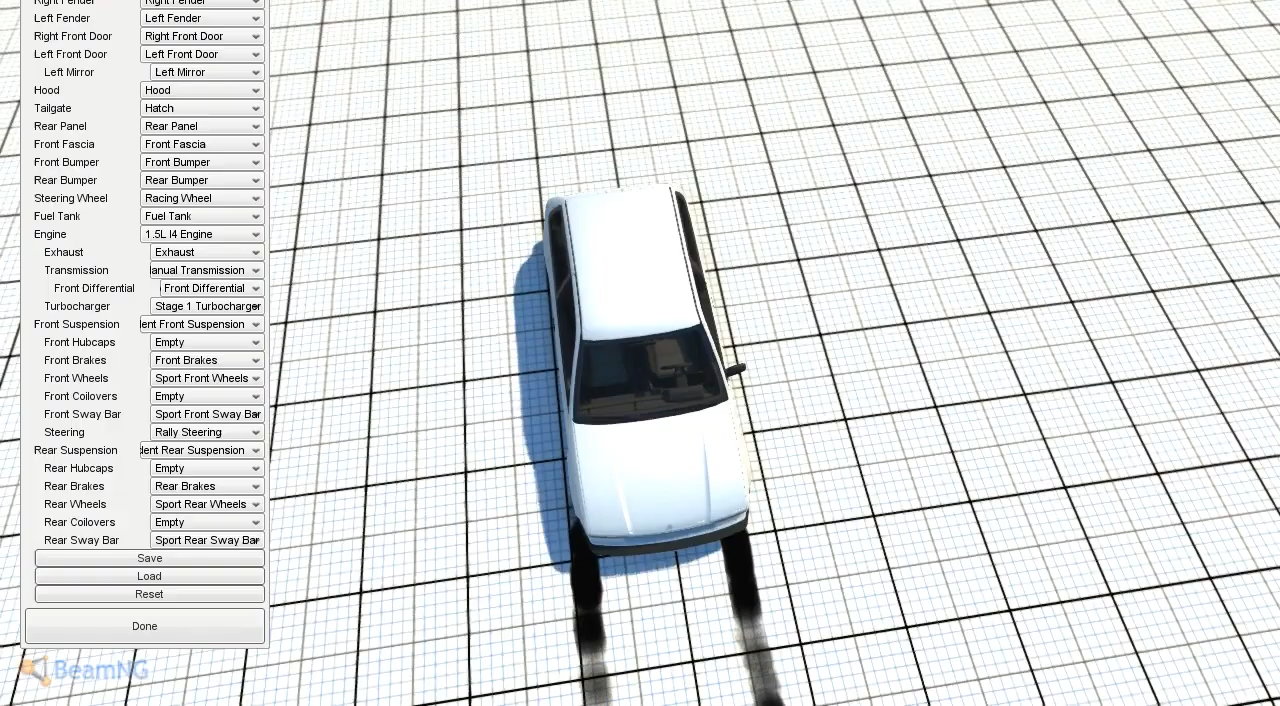 Right Fender Right Fender
Left Fender Left Fender
Right Front Door Right Front Door
Left Front Door Left Front Door
Left Mirror Left Mirror
Hood Hood
Tailgate Hatch
Rear Panel Rear Panel
Front Fascia Front Fascia
Front Bumper Front Bumper
Rear Bumper Rear Bumper
Steering Wheel Racing Wheel
Fuel Tank Fuel Tank
Engine 1.5L I4 Engine
Exhaust Exhaust
Transmission anual Transmission
Front Differential Front Differential
Turbocharger Stage 1 Turbocharger
Front Suspension dent Front Suspension
Front Hubcaps Empty
Front Brakes Front Brakes
Front Wheels Sport Front Wheels
Front Coilovers Empty
Front Sway Bar Sport Front Sway Bar
Steering Rally Steering
Rear Suspension dent Rear Suspension
Rear Hubcaps Empty
Rear Brakes Rear Brakes
Rear Wheels Sport Rear Wheels
Rear Coilovers Empty
Rear Sway Bar Sport Rear Sway Bar
Save
Load
Reset
Done
BeamNG